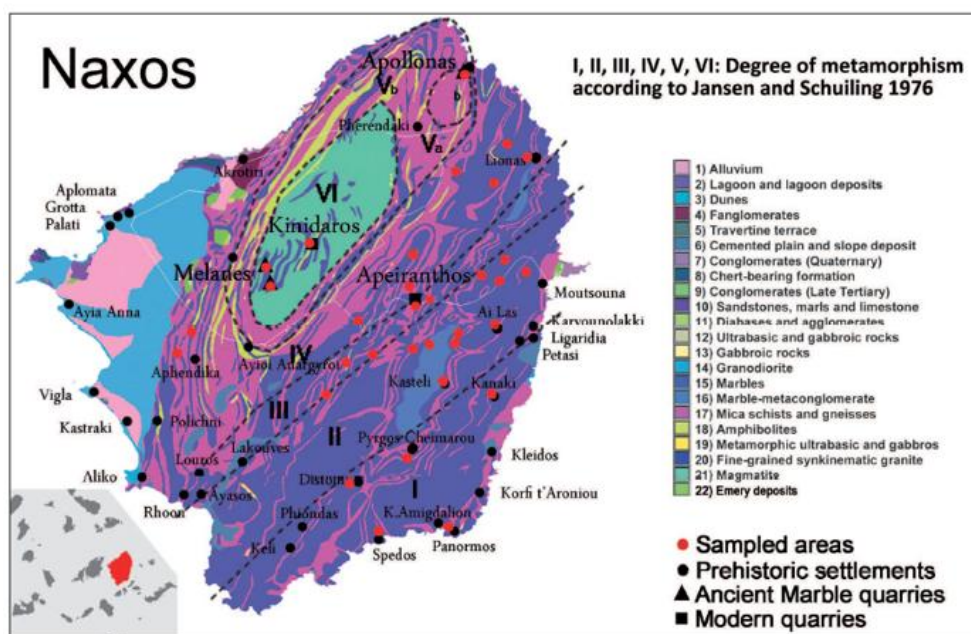 Naxos
I, II, III, IV, V, VI: Degree of metamorphism
according to Jansen and Schuiling 1976
Apollonas
Vb
b
Pherendaki
Va
Lionas
Akrotiri
Aplomata
Grotta
Palati
VI
Kinidaros
Melanes
Apeiranthos
Moutsouna
Ayia Anna
Ai Las
Karvounolakki
Ligaridia
Petasi
IV
Ayioi Anargyroi
Aphendika
Kasteli
Kanaki
Vigla
III
Kastraki
Polichni
II
Pyrgos Cheimarou
Lakouves
Louros
Kleidos
Aliko
I
Korfi t'Aroniou
Rhoon
Ayasos
Phiondas
K.Amigdalion
Keli
Spedos
Panormos
1) Alluvium
2) Lagoon and lagoon deposits
3) Dunes
4) Fanglomerates
5) Travertine terrace
6) Cemented plain and slope deposit
7) Conglomerates (Quaternary)
8) Chert-bearing formation
9) Conglomerates (Late Tertiary)
10) Sandstones, marls and limestone
11) Diabases and agglomerates
12) Ultrabasic and gabbroic rocks
13) Gabbroic rocks
14) Granodiorite
15) Marbles
16) Marble-metaconglomerate
17) Mica schists and gneisses
18) Amphibolites
19) Metamorphic ultrabasic and gabbros
20) Fine-grained synkinematic granite
21) Magmatite
22) Emery deposits
Sampled areas
Prehistoric settlements
Ancient Marble quarries
Modern quarries